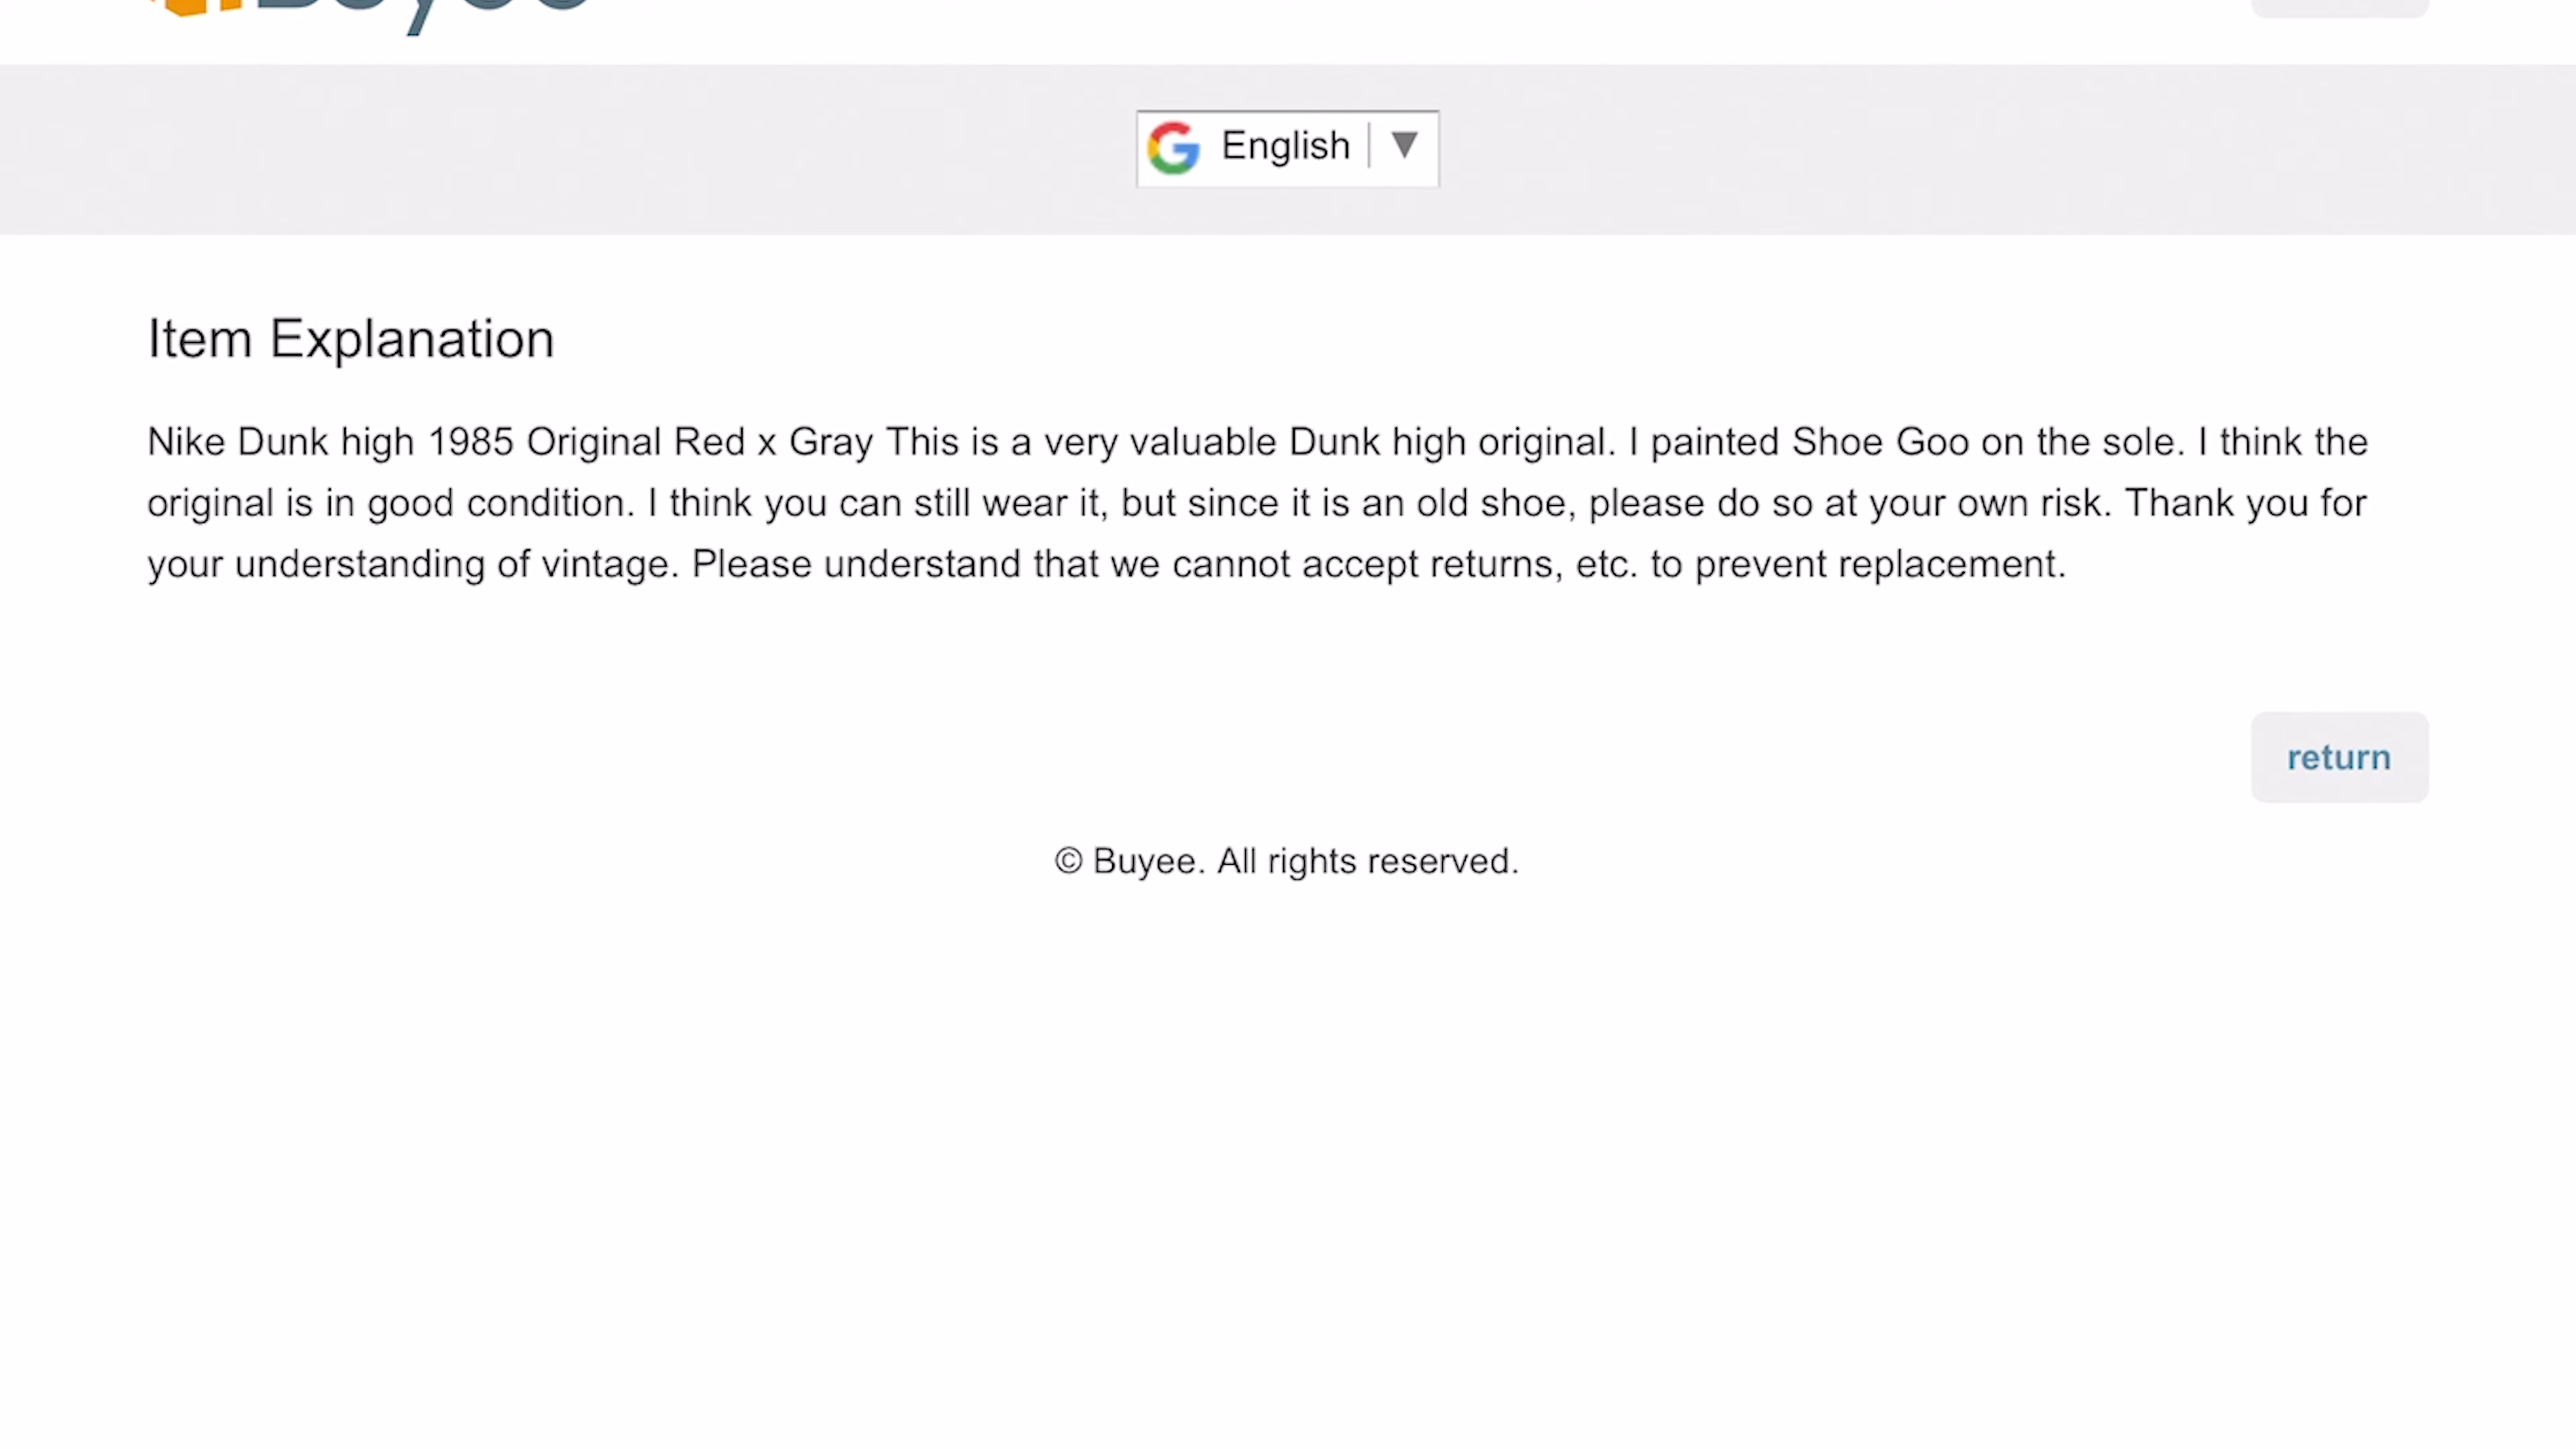 Buyee
English ▼
Item Explanation
Nike Dunk high 1985 Original Red x Gray This is a very valuable Dunk high original. I painted Shoe Goo on the sole. I think the
original is in good condition. I think you can still wear it, but since it is an old shoe, please do so at your own risk. Thank you for
your understanding of vintage. Please understand that we cannot accept returns, etc. to prevent replacement.
return
© Buyee. All rights reserved.